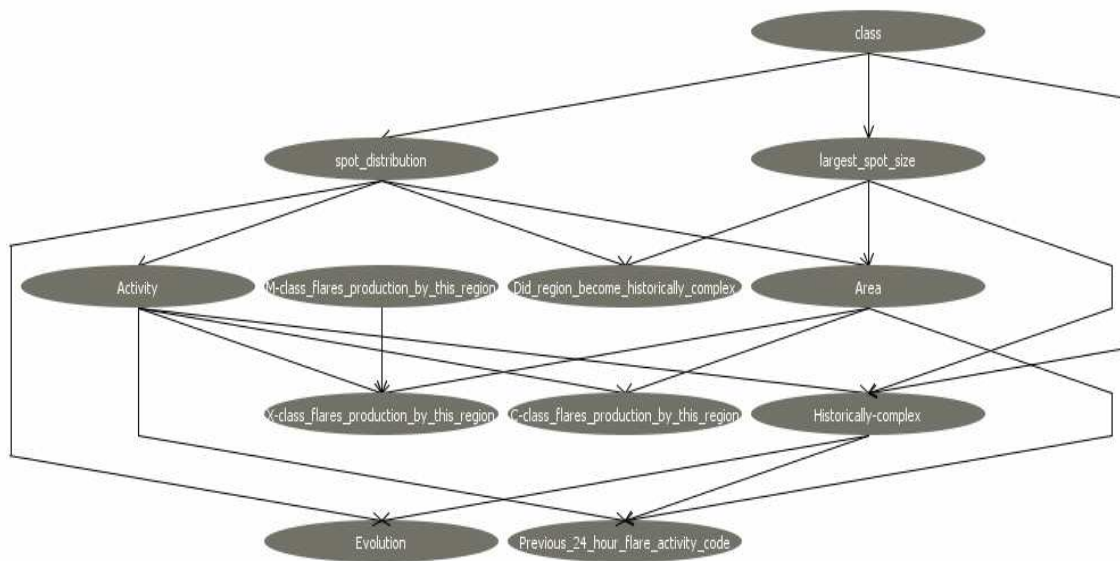 class
spot_distribution
largest_spot_size
Activity
M-class_flares_production_by_this_region
Did_region_become_historically_complex
Area
X-class_flares_production_by_this_region
C-class_flares_production_by_this_region
Historically-complex
Evolution
Previous_24_hour_flare_activity_code